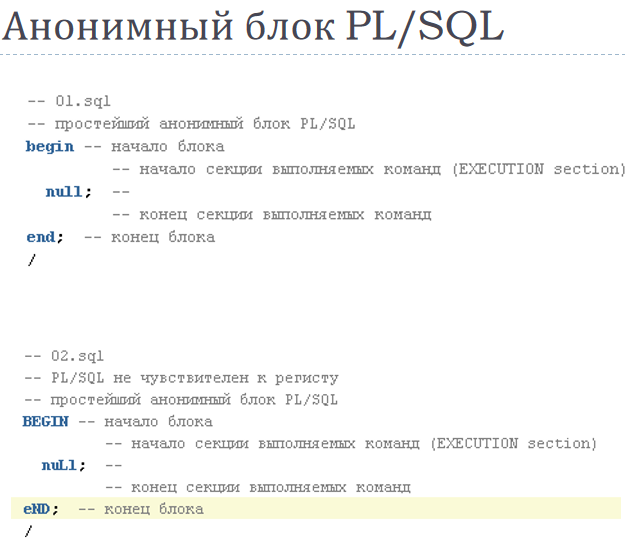 Анонимный блок PL/SQL
-- 01.sql
-- простейший анонимный блок PL/SQL
begin -- начало блока
-- начало секции выполняемых команд (EXECUTION section)
null; --
-- конец секции выполняемых команд
end; -- конец блока
/
-- 02.sql
-- PL/SQL не чувствителен к регисту
-- простейший анонимный блок PL/SQL
BEGIN -- начало блока
-- начало секции выполняемых команд (EXECUTION section)
nuLl; --
-- конец секции выполняемых команд
eND; -- конец блока
/